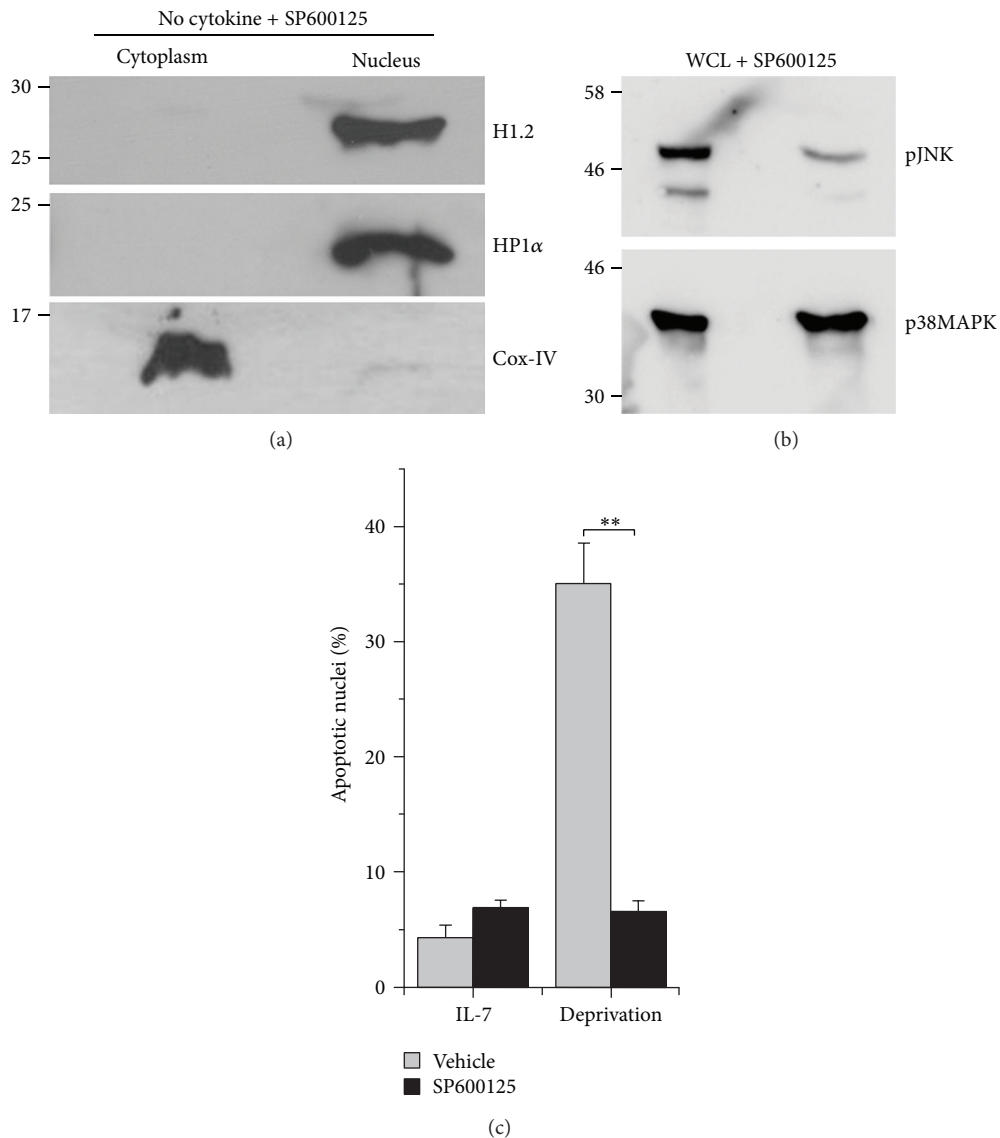 No cytokine + SP600125
Cytoplasm Nucleus
30
H1.2
25
25
HP1α
17
Cox-IV
(a)
WCL + SP600125
58
pJNK
46
46
p38MAPK
30
(b)
**
40
30
20
10
0
Apoptotic nuclei (%)
IL-7 Deprivation
Vehicle
SP600125
(c)